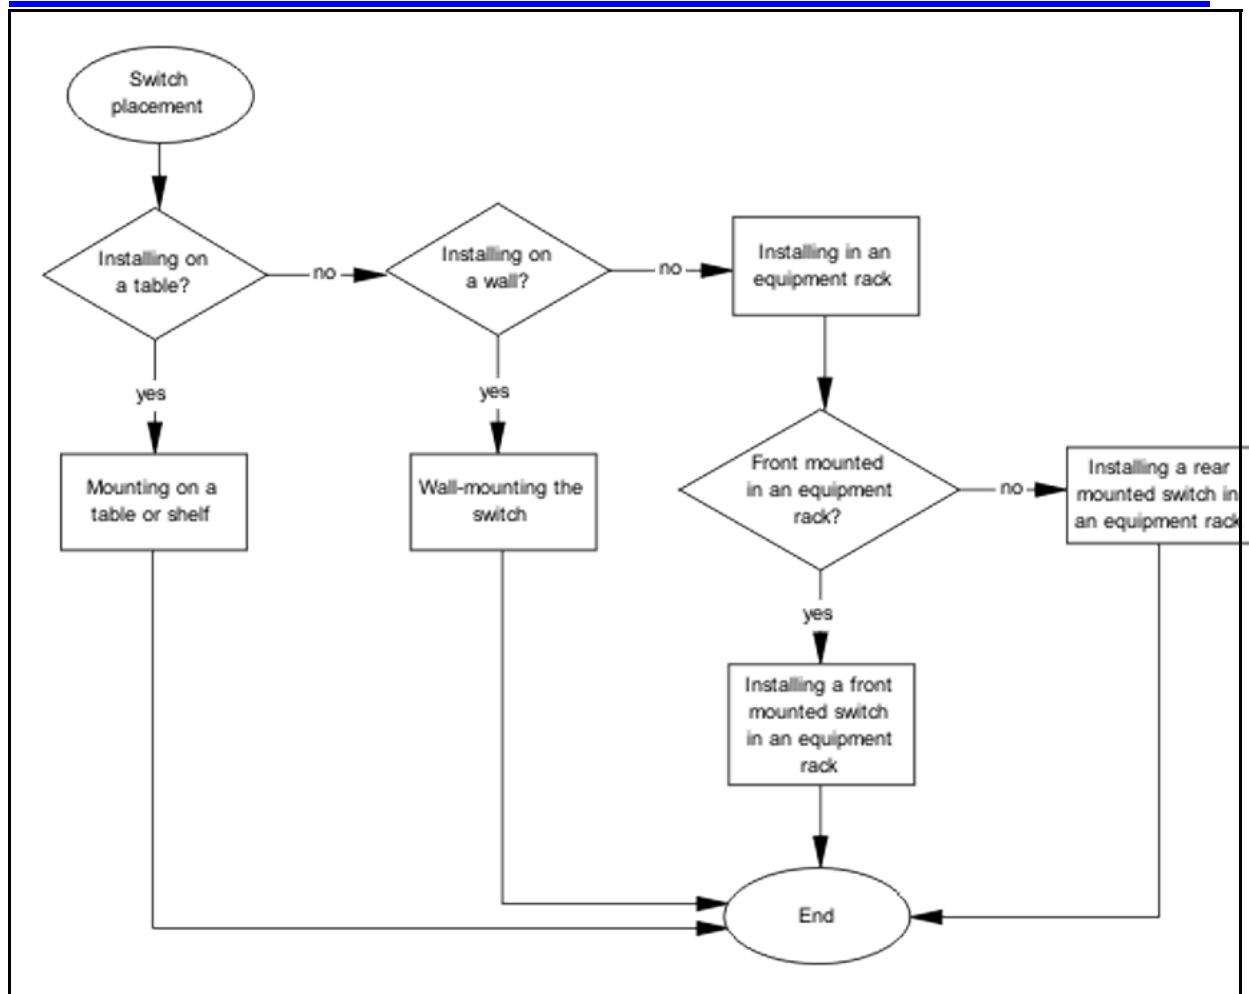 Switch
placement
Installing on
a table?
no
Installing on
a wall?
no
Installing in an
equipment rack
yes
yes
Mounting on a
table or shelf
Wall-mounting the
switch
Front mounted
in an equipment
rack?
no
Installing a rear
mounted switch in
an equipment rack
yes
Installing a front
mounted switch
in an equipment
rack
End